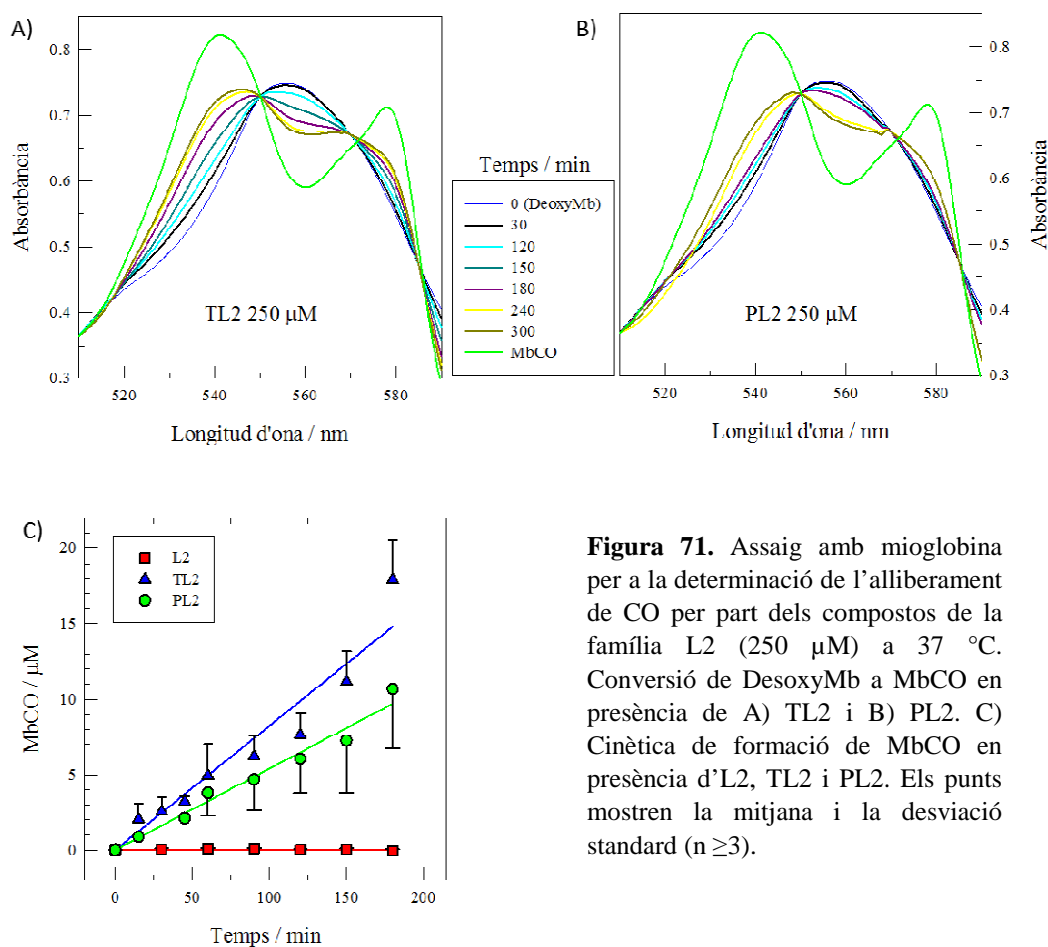 A)
0.8
0.7
0.6
0.5
0.4
0.3
Absorbància
TL2 250 µM
520 540 560 580
Longitud d'ona / nm
Temps / min
0 (DeoxyMb)
30
120
150
180
240
300
MbCO
B)
0.8
0.7
0.6
0.5
0.4
0.3
Absorbància
PL2 250 µM
520 540 560 580
Longitud d'ona / nm
C)
20
15
10
5
0
MbCO / µM
L2
TL2
PL2
0 50 100 150 200
Temps / min
Figura 71. Assaig amb mioglobina
per a la determinació de l'alliberament
de CO per part dels compostos de la
família L2 (250 µM) a 37 °C.
Conversió de DesoxyMb a MbCO en
presència de A) TL2 i B) PL2. C)
Cinètica de formació de MbCO en
presència d'L2, TL2 i PL2. Els punts
mostren la mitjana i la desviació
standard (n ≥3).